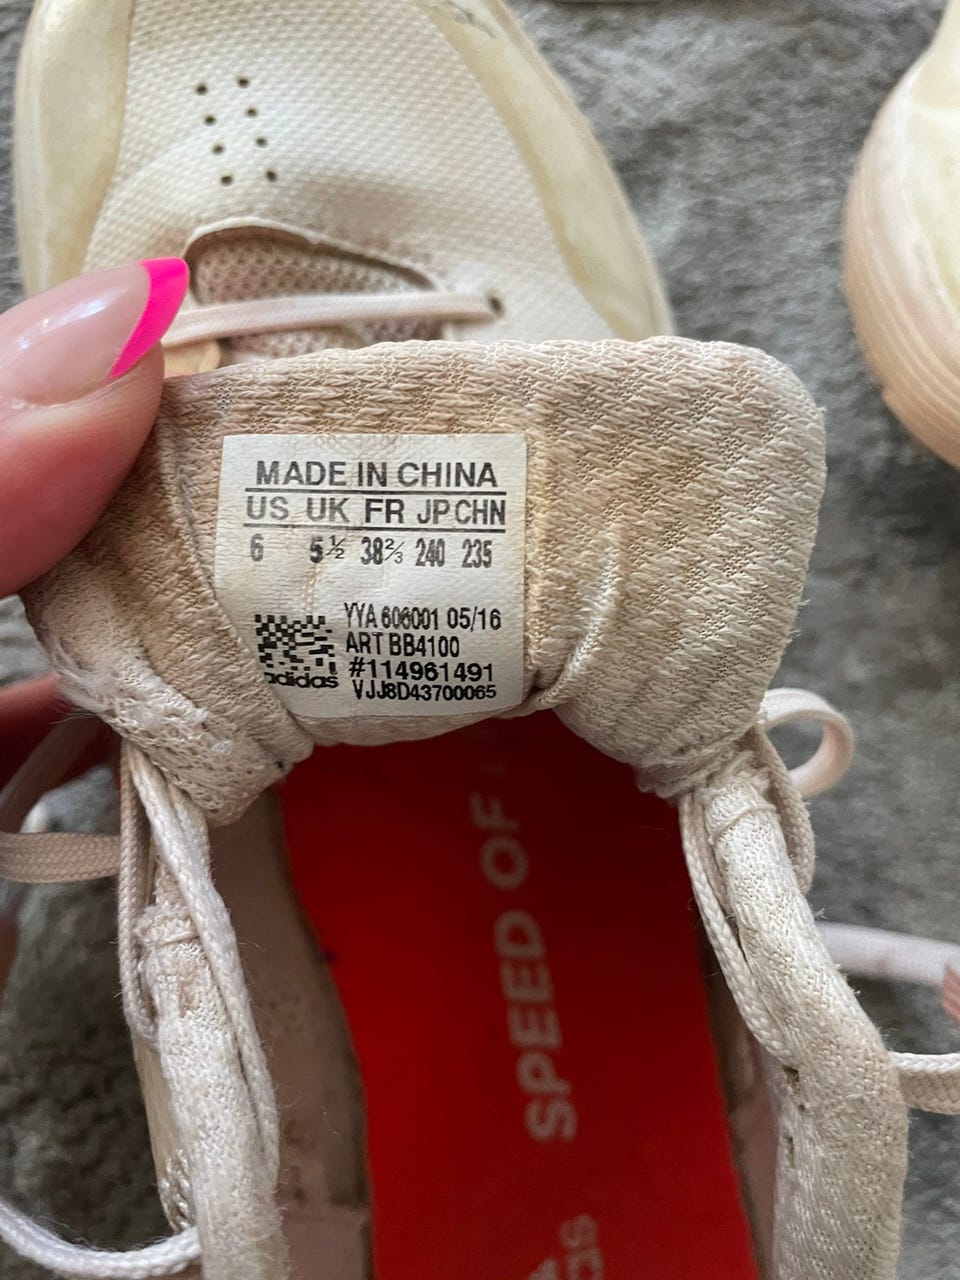 MADE IN CHINA
US UK FR JP CHN
6 5½ 38⅔ 240 235
YYA 606001 05/16
ART BB4100
#114961491
VJJ8D43700065
adidas
SPEED OF
GS